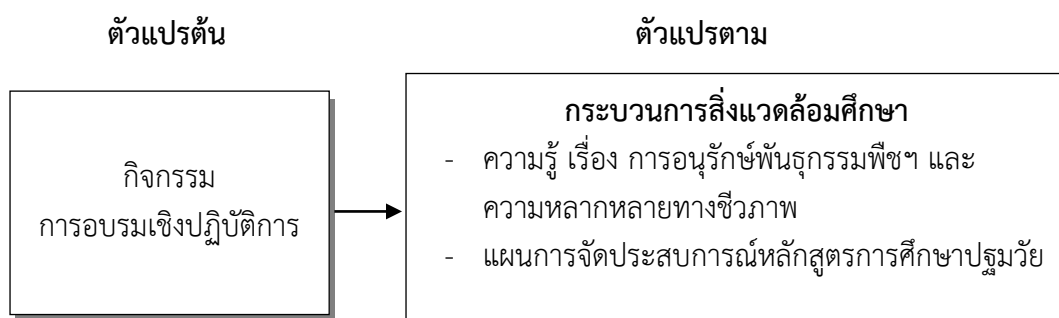 ตัวแปรต้น
ตัวแปรตาม
กิจกรรม
การอบรมเชิงปฏิบัติการ
กระบวนการสิ่งแวดล้อมศึกษา
- ความรู้ เรื่อง การอนุรักษ์พันธุกรรมพืชฯ และ
ความหลากหลายทางชีวภาพ
- แผนการจัดประสบการณ์หลักสูตรการศึกษาปฐมวัย